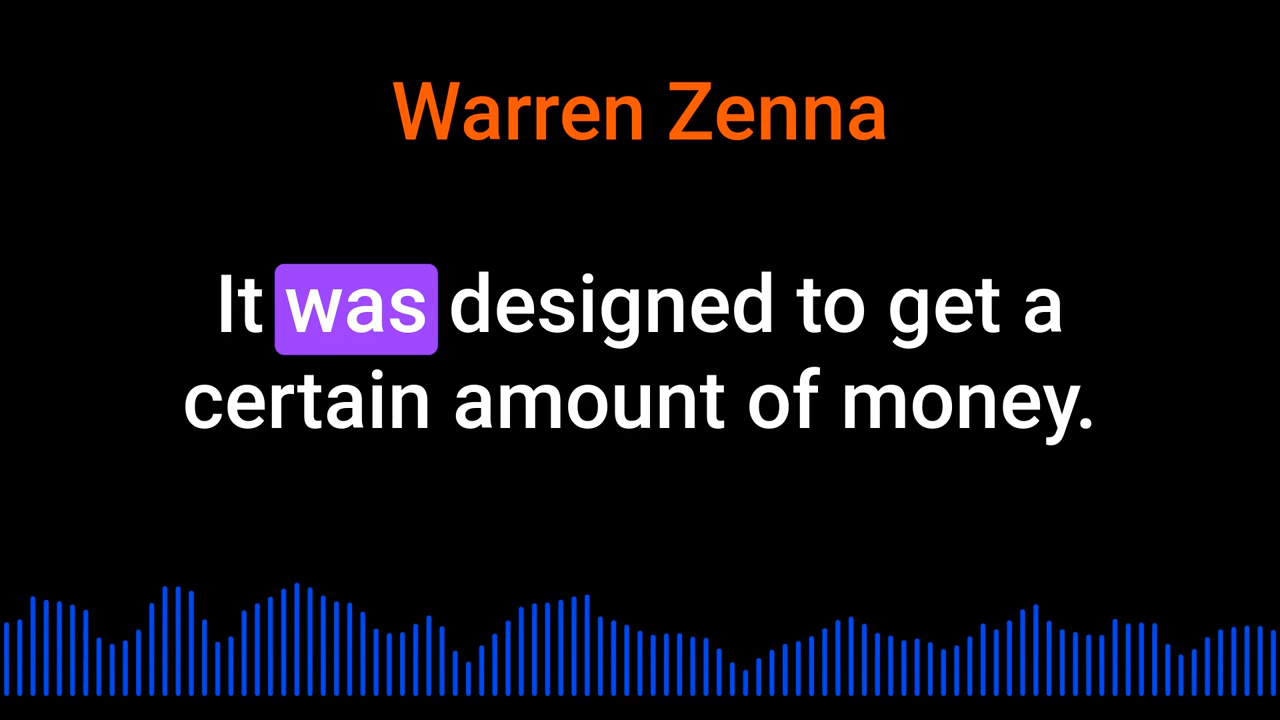 Warren Zenna
It was designed to get a
certain amount of money.